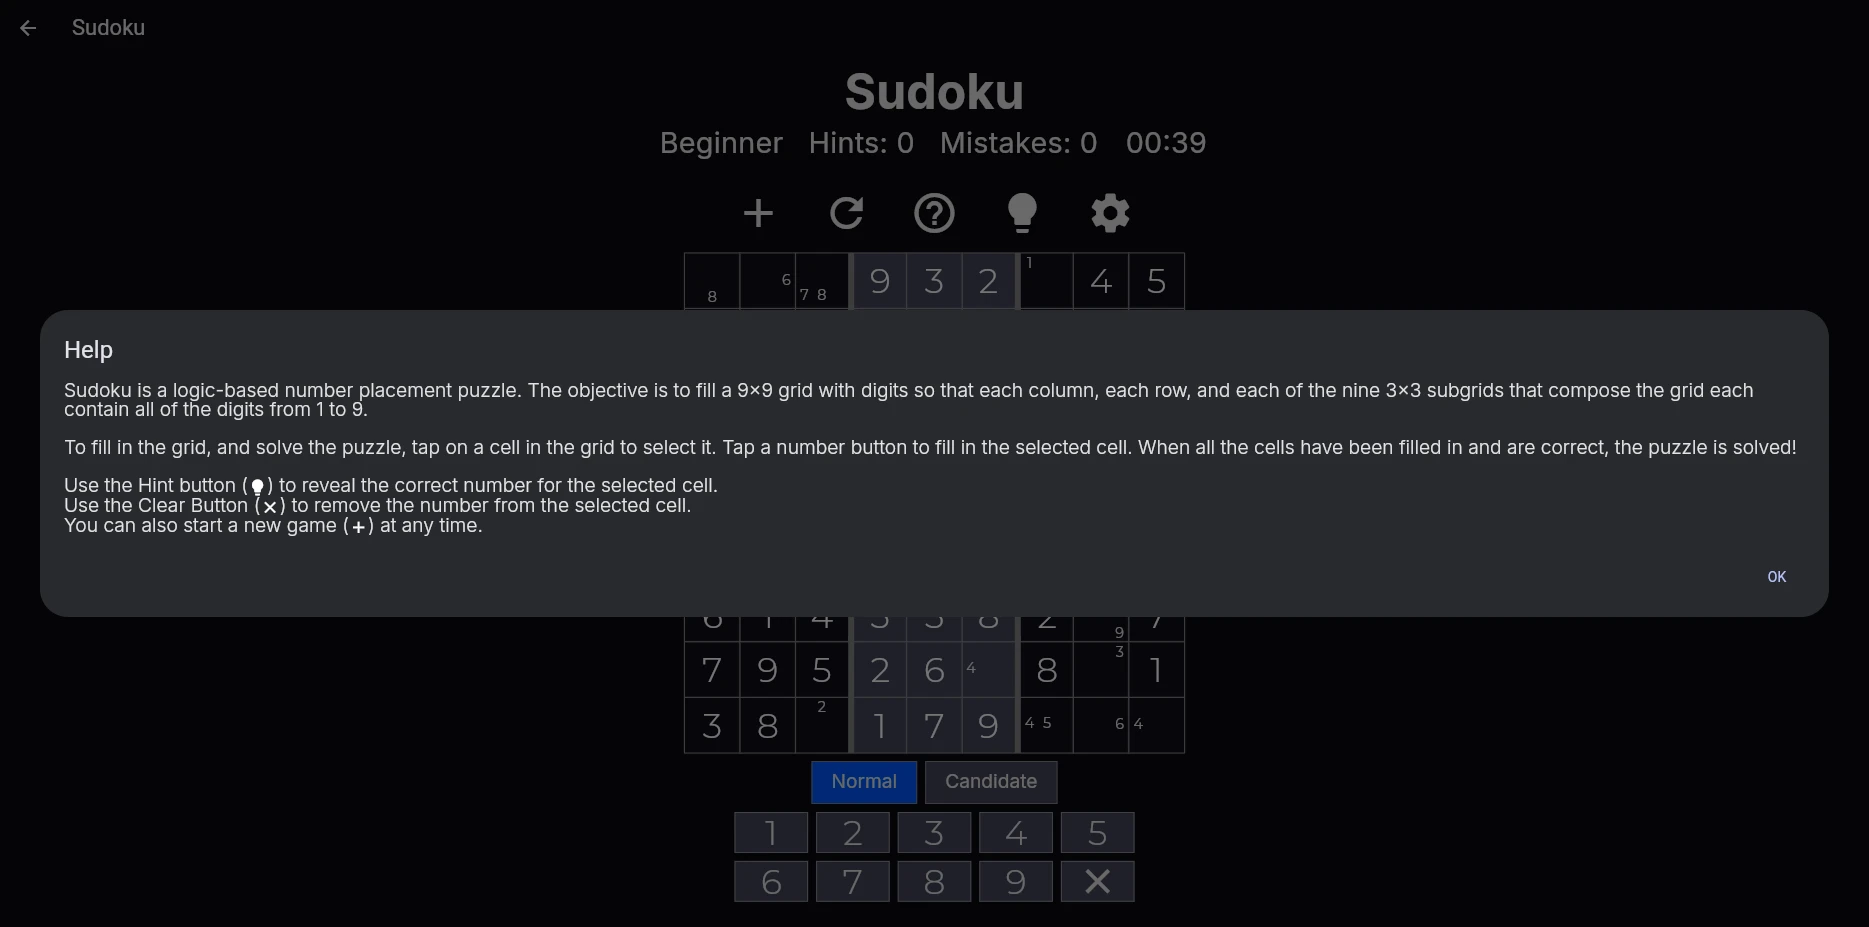 Sudoku
Sudoku
Beginner Hints: 0 Mistakes: 0 00:39
8 6 7 8 9 3 2 1 4 5
Help
Sudoku is a logic-based number placement puzzle. The objective is to fill a 9×9 grid with digits so that each column, each row, and each of the nine 3×3 subgrids that compose the grid each
contain all of the digits from 1 to 9.
To fill in the grid, and solve the puzzle, tap on a cell in the grid to select it. Tap a number button to fill in the selected cell. When all the cells have been filled in and are correct, the puzzle is solved!
Use the Hint button ( ) to reveal the correct number for the selected cell.
Use the Clear Button (×) to remove the number from the selected cell.
You can also start a new game (+) at any time.
OK
9
7 9 5 2 6 4 8 3 1
3 8 2 1 7 9 4 5 6 4
Normal Candidate
1 2 3 4 5
6 7 8 9 ×